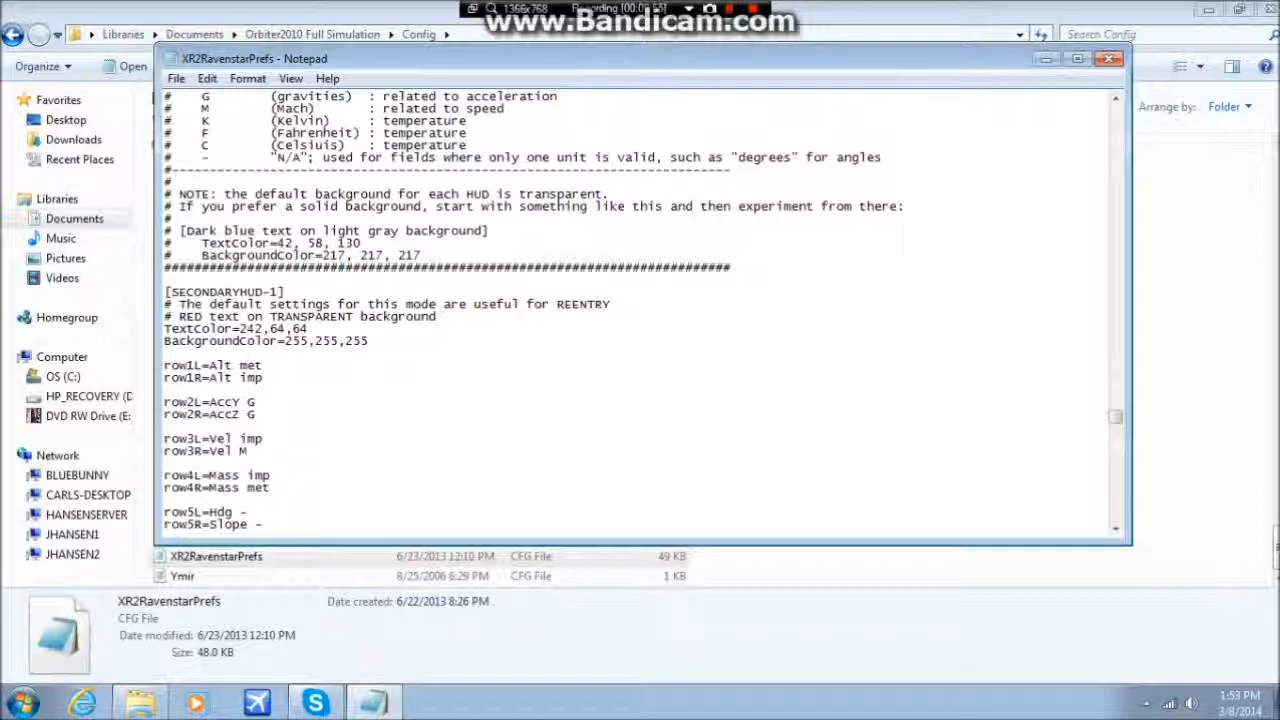 1366x768
Recording
www.Bandicam.com
Libraries
Documents
Orbiter2010 Full Simulation
Config
Search Config
Organize
Open
Arrange by: Folder
Favorites
Desktop
Downloads
Recent Places
Libraries
Documents
Music
Pictures
Videos
Homegroup
Computer
OS (C:)
HP_RECOVERY (D
DVD RW Drive (E:
Network
BLUEBUNNY
CARLS-DESKTOP
HANSENSERVER
JHANSEN1
JHANSEN2
XR2RavenstarPrefs - Notepad
File Edit Format View Help
# G (gravities) : related to acceleration
# M (Mach) : related to speed
# K (Kelvin) : temperature
# F (Fahrenheit) : temperature
# C (Celsiuis) : temperature
# - "N/A"; used for fields where only one unit is valid, such as "degrees" for angles
#---------------------------------------------------------------------------
#
# NOTE: the default background for each HUD is transparent.
# If you prefer a solid background, start with something like this and then experiment from there:
#
# [Dark blue text on light gray background]
# TextColor=42, 58, 130
# BackgroundColor=217, 217, 217
###########################################################################
[SECONDARYHUD-1]
# The default settings for this mode are useful for REENTRY
# RED text on TRANSPARENT background
TextColor=242,64,64
BackgroundColor=255,255,255
row1L=Alt met
row1R=Alt imp
row2L=AccY G
row2R=AccZ G
row3L=Vel imp
row3R=Vel M
row4L=Mass imp
row4R=Mass met
row5L=Hdg -
row5R=Slope -
XR2RavenstarPrefs 6/23/2013 12:10 PM CFG File 49 KB
Ymir 8/25/2006 6:29 PM CFG File 1 KB
XR2RavenstarPrefs Date created: 6/22/2013 8:26 PM
CFG File
Date modified: 6/23/2013 12:10 PM
Size: 48.0 KB
1:53 PM
3/8/2014